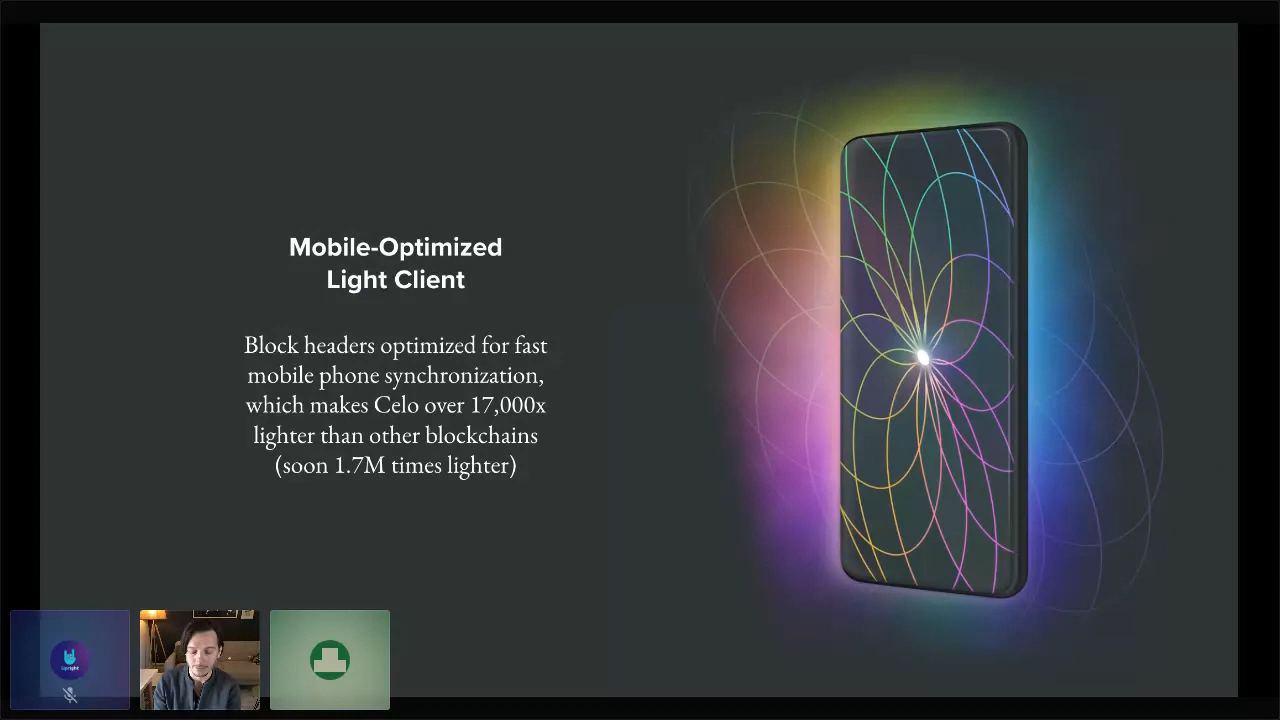 Mobile-Optimized
Light Client
Block headers optimized for fast
mobile phone synchronization,
which makes Celo over 17,000x
lighter than other blockchains
(soon 1.7M times lighter)